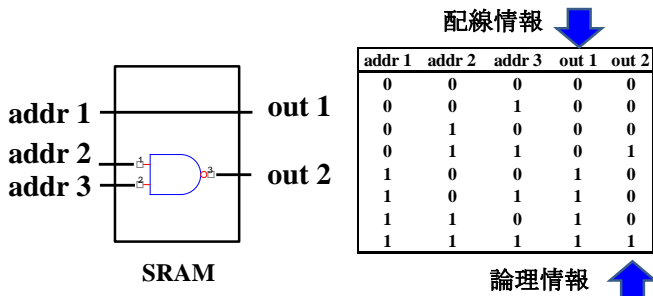 配線情報
addr 1 addr 2 addr 3 out 1 out 2
0 0 0 0 0
0 0 1 0 0
0 1 0 0 0
0 1 1 0 1
1 0 0 1 0
1 0 1 1 0
1 1 0 1 0
1 1 1 1 1
論理情報
addr 1
out 1
addr 2
1
3
out 2
addr 3
2
SRAM